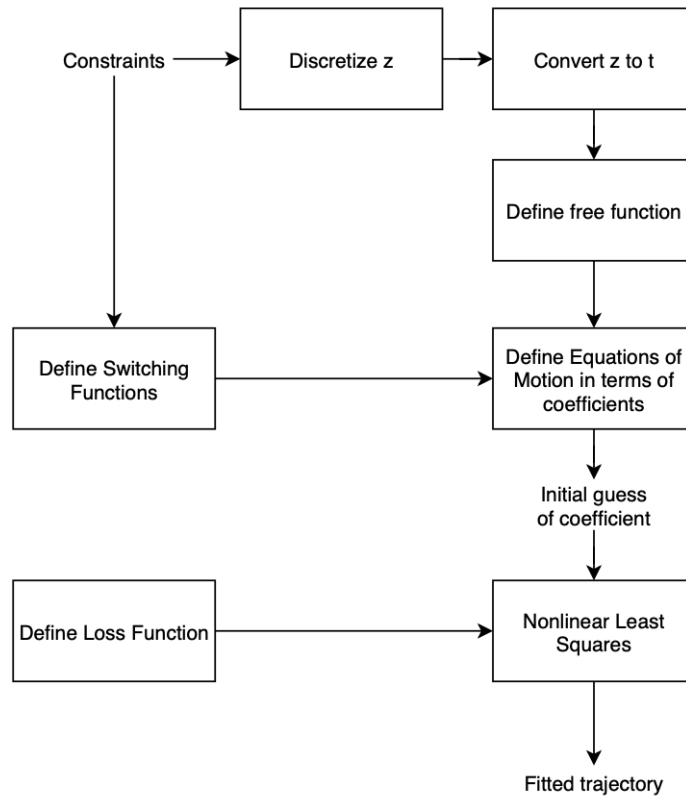 Constraints
Discretize z
Convert z to t
Define free function
Define Switching
Functions
Define Equations of
Motion in terms of
coefficients
Initial guess
of coefficient
Define Loss Function
Nonlinear Least
Squares
Fitted trajectory